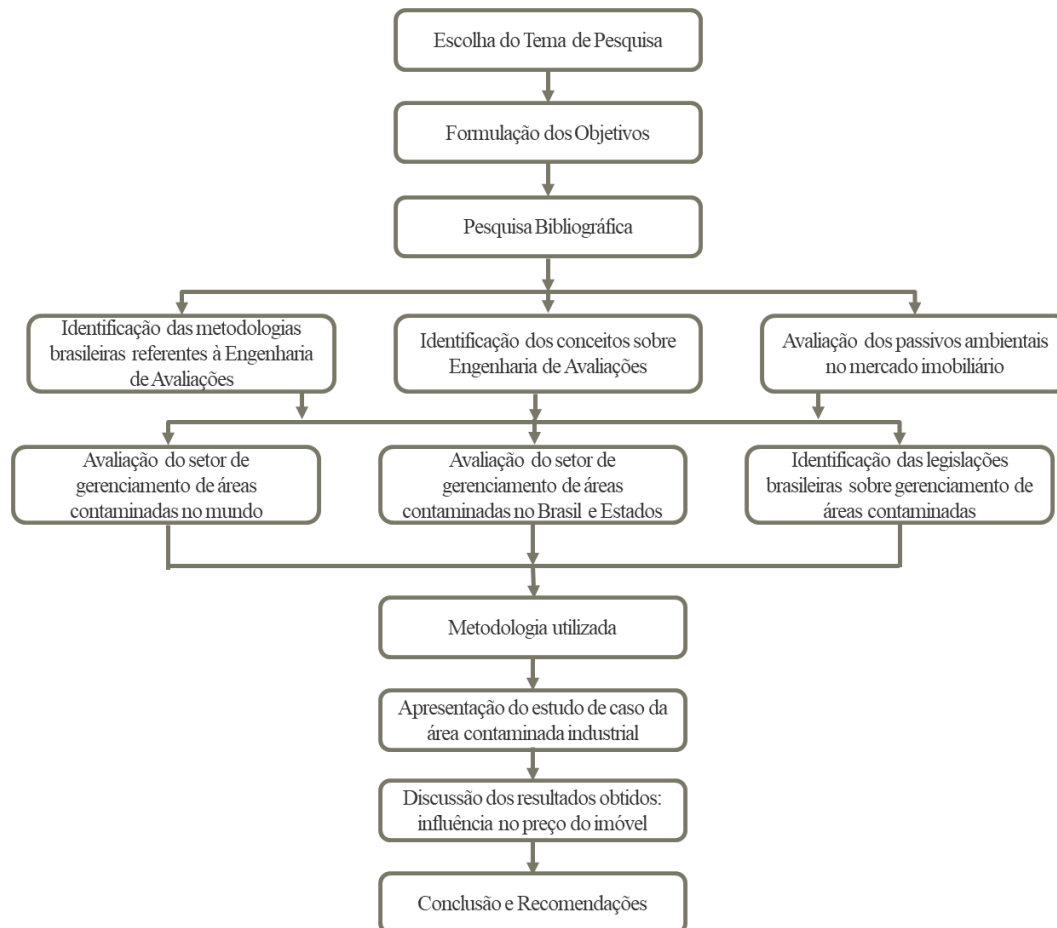 Escolha do Tema de Pesquisa
Formulação dos Objetivos
Pesquisa Bibliográfica
Identificação das metodologias
brasileiras referentes à Engenharia
de Avaliações
Identificação dos conceitos sobre
Engenharia de Avaliações
Avaliação dos passivos ambientais
no mercado imobiliário
Avaliação do setor de
gerenciamento de áreas
contaminadas no mundo
Avaliação do setor de
gerenciamento de áreas
contaminadas no Brasil e Estados
Identificação das legislações
brasileiras sobre gerenciamento de
áreas contaminadas
Metodologia utilizada
Apresentação do estudo de caso da
área contaminada industrial
Discussão dos resultados obtidos:
influência no preço do imóvel
Conclusão e Recomendações